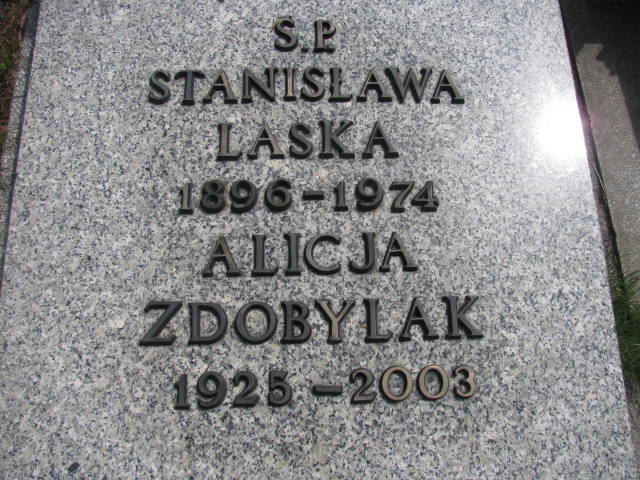 S.P.
STANISŁAWA
LASKA
1896-1974
ALICJA
ZDOBYLAK
1925-2003